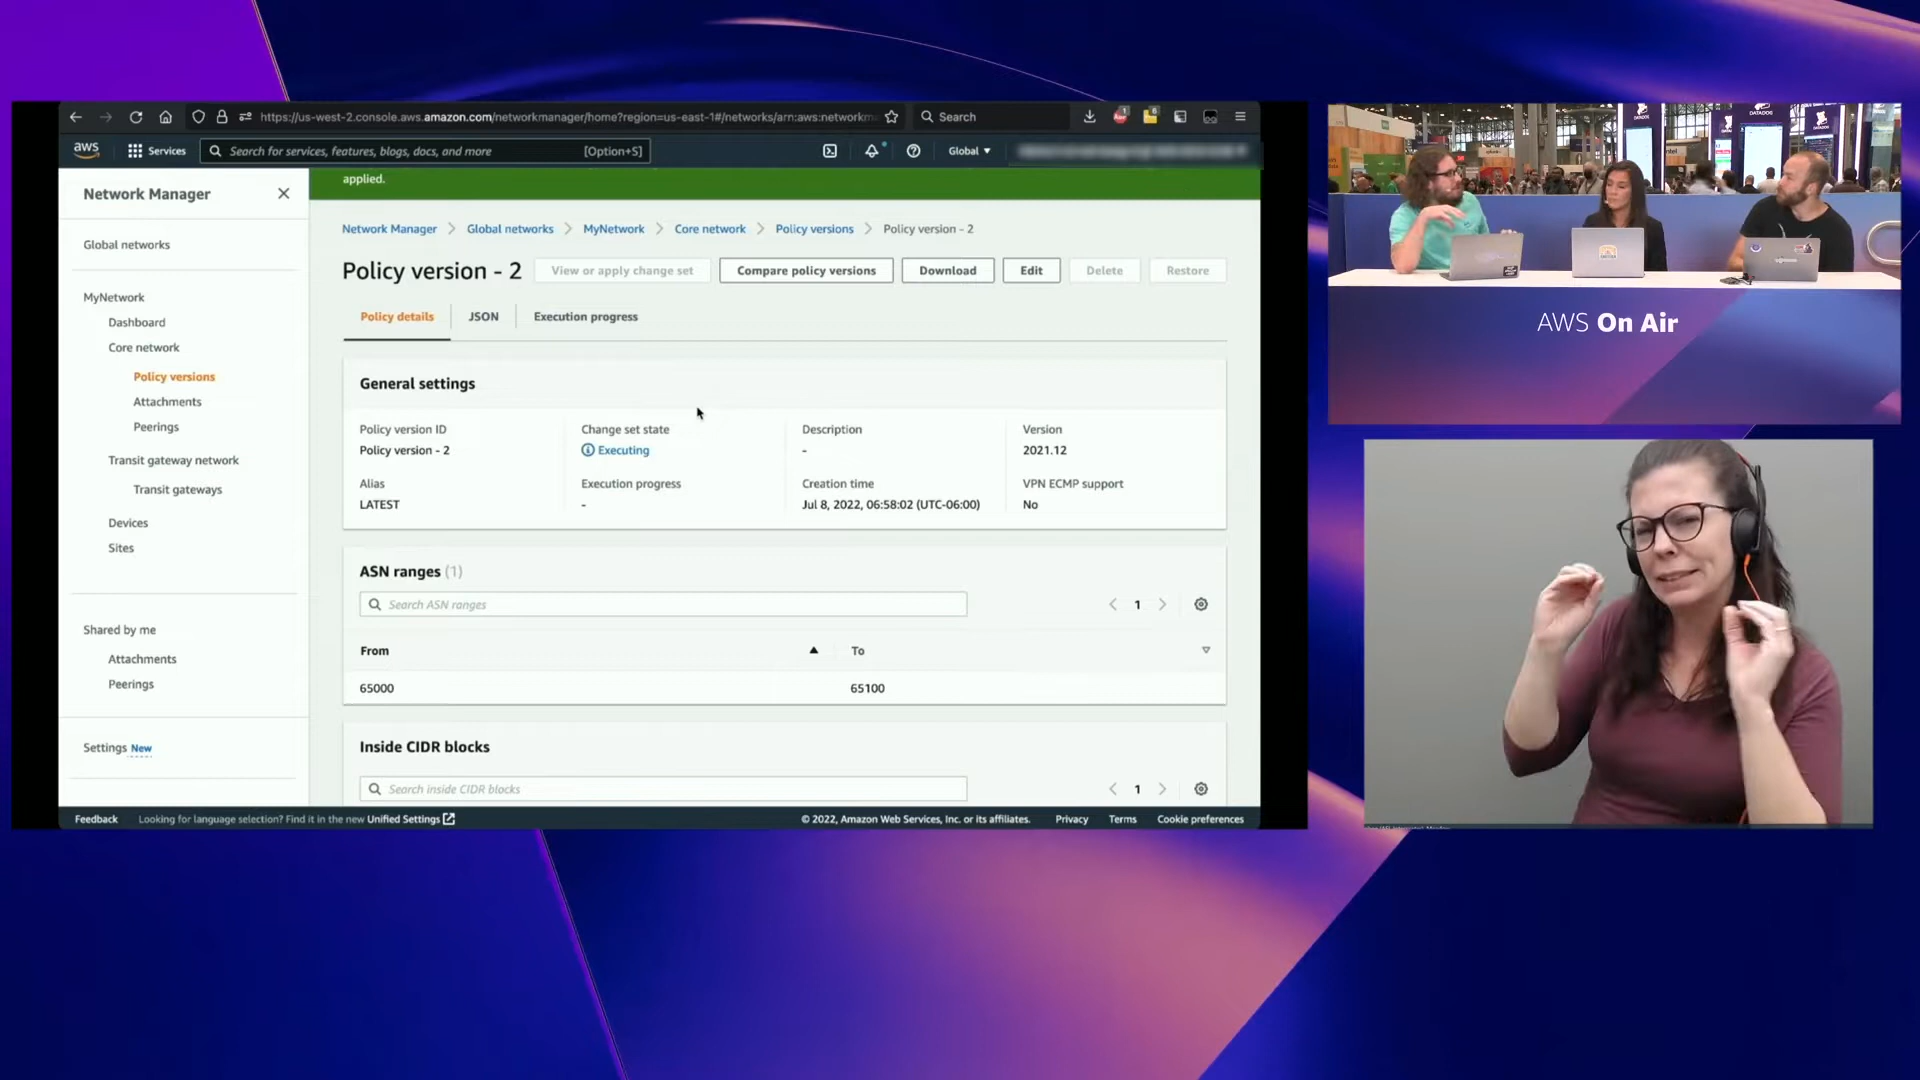 https://us-west-2.console.aws.amazon.com/networkmanager/home?region=us-east-1#/networks/arn:aws:networkm
Search
aws
Services
Search for services, features, blogs, docs, and more
[Option+S]
Global
Network Manager
applied.
Global networks
MyNetwork
Dashboard
Core network
Policy versions
Attachments
Peerings
Transit gateway network
Transit gateways
Devices
Sites
Shared by me
Attachments
Peerings
Settings New
Network Manager > Global networks > MyNetwork > Core network > Policy versions > Policy version - 2
Policy version - 2
View or apply change set
Compare policy versions
Download
Edit
Delete
Restore
Policy details
JSON
Execution progress
General settings
Policy version ID
Policy version - 2
Change set state
Executing
Description
-
Version
2021.12
Alias
LATEST
Execution progress
-
Creation time
Jul 8, 2022, 06:58:02 (UTC-06:00)
VPN ECMP support
No
ASN ranges (1)
Search ASN ranges
1
From
To
65000
65100
Inside CIDR blocks
Search inside CIDR blocks
1
Feedback
Looking for language selection? Find it in the new Unified Settings
© 2022, Amazon Web Services, Inc. or its affiliates.
Privacy
Terms
Cookie preferences
DATADOG
AWS On Air